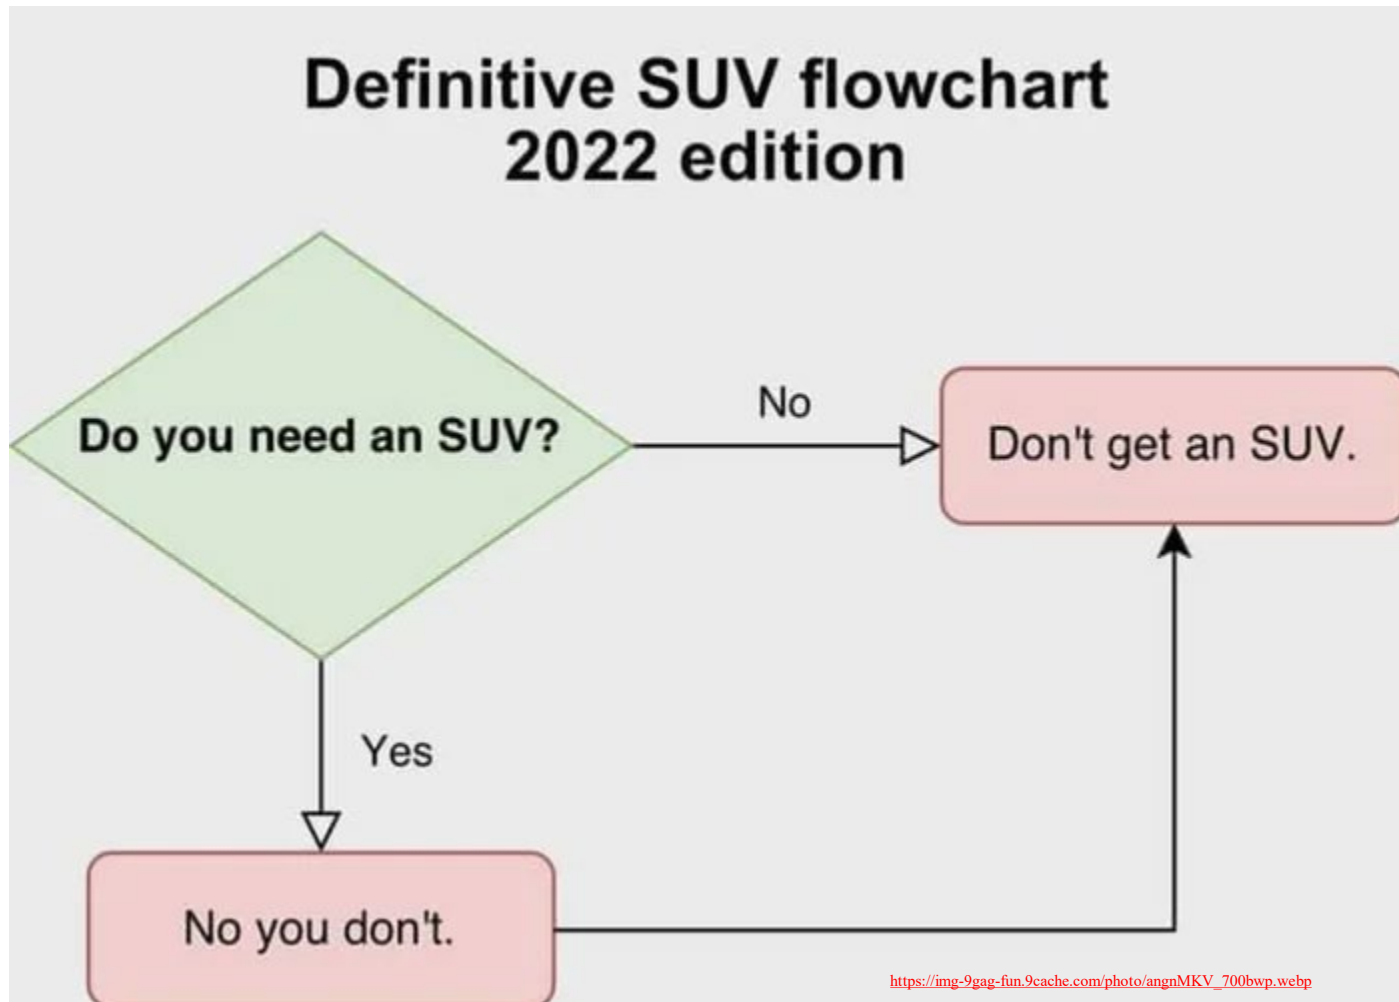 Definitive SUV flowchart
2022 edition
Do you need an SUV?
No
Don't get an SUV.
Yes
No you don't.
https://img-9gag-fun.9cache.com/photo/angnMKV_700bwp.webp